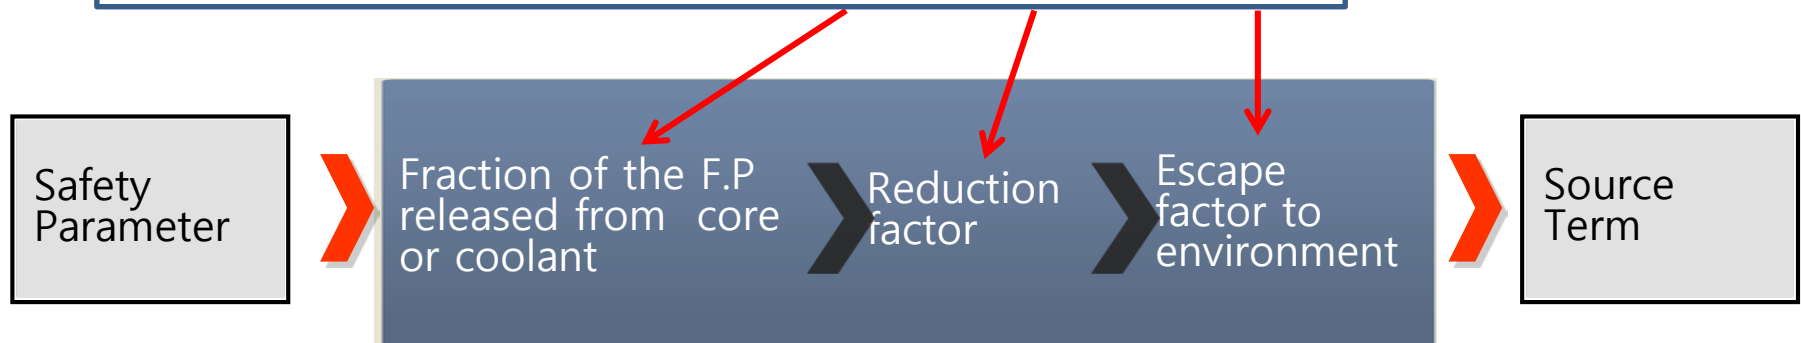 Safety
Parameter
Fraction of the F.P
released from core
or coolant
Reduction
factor
Escape
factor to
environment
Source
Term